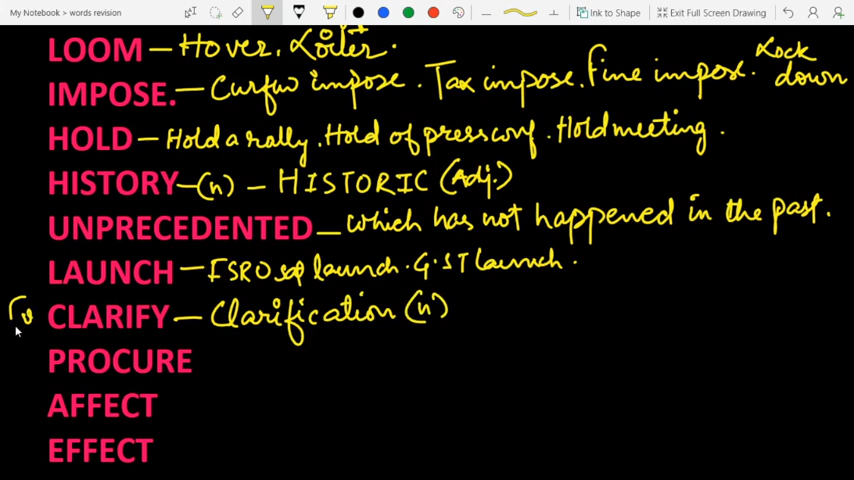 My Notebook > words revision
Ink to Shape
Exit Full Screen Drawing
LOOM – Hover. Loiter.
IMPOSE. – Curfew impose. Tax impose. Fine impose. Lock down
HOLD – Hold a rally. Hold of press conf. Hold meeting.
HISTORY – (n) – HISTORIC (Adj.)
UNPRECEDENTED – which has not happened in the past.
LAUNCH – ISRO launch. G.ST launch.
CLARIFY – Clarification (n)
PROCURE
AFFECT
EFFECT